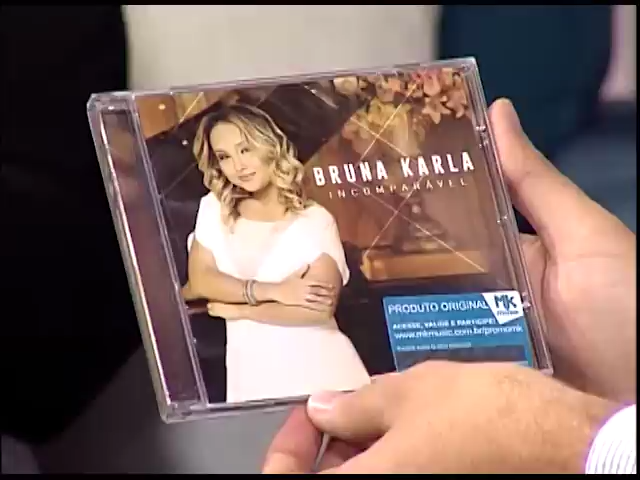 BRUNA KARLA
INCOMPARÁVEL
PRODUTO ORIGINAL
MK
ACESSE, VALIDE E PARTICIPE!
www.mkmusic.com.br/promomk